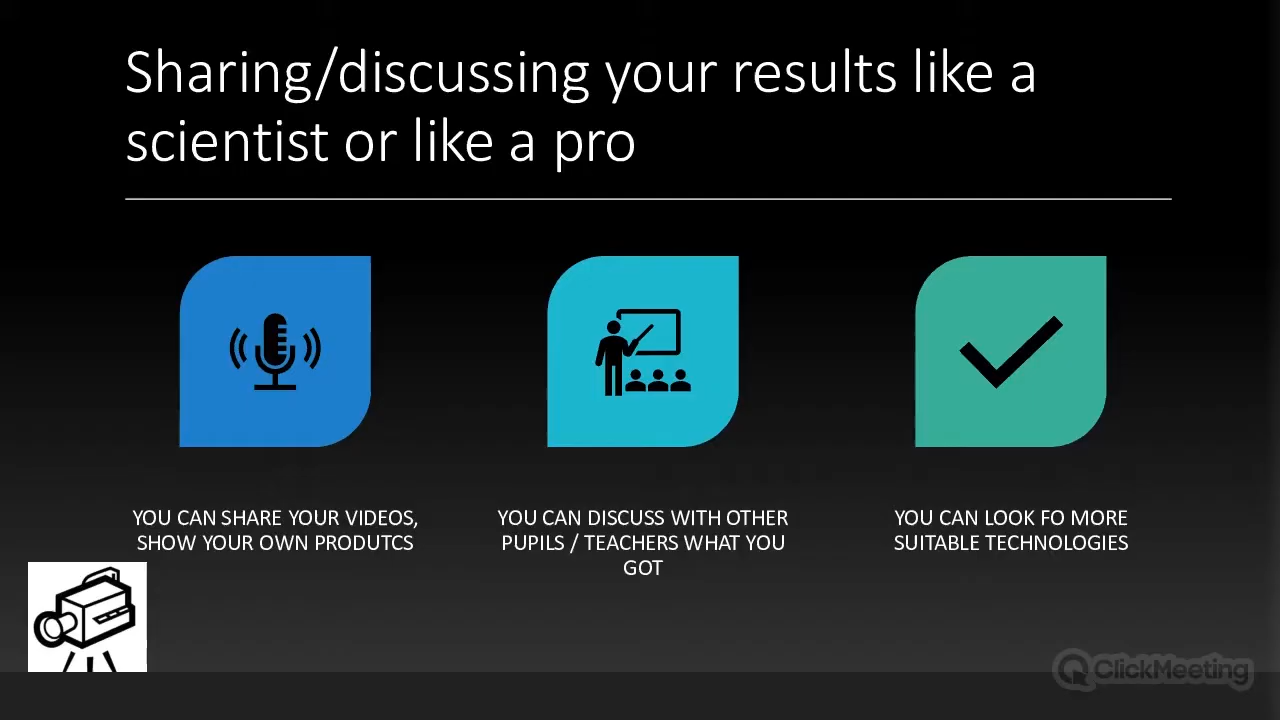 Sharing/discussing your results like a
scientist or like a pro
YOU CAN SHARE YOUR VIDEOS,
SHOW YOUR OWN PRODUTCS
YOU CAN DISCUSS WITH OTHER
PUPILS / TEACHERS WHAT YOU
GOT
YOU CAN LOOK FO MORE
SUITABLE TECHNOLOGIES
ClickMeeting